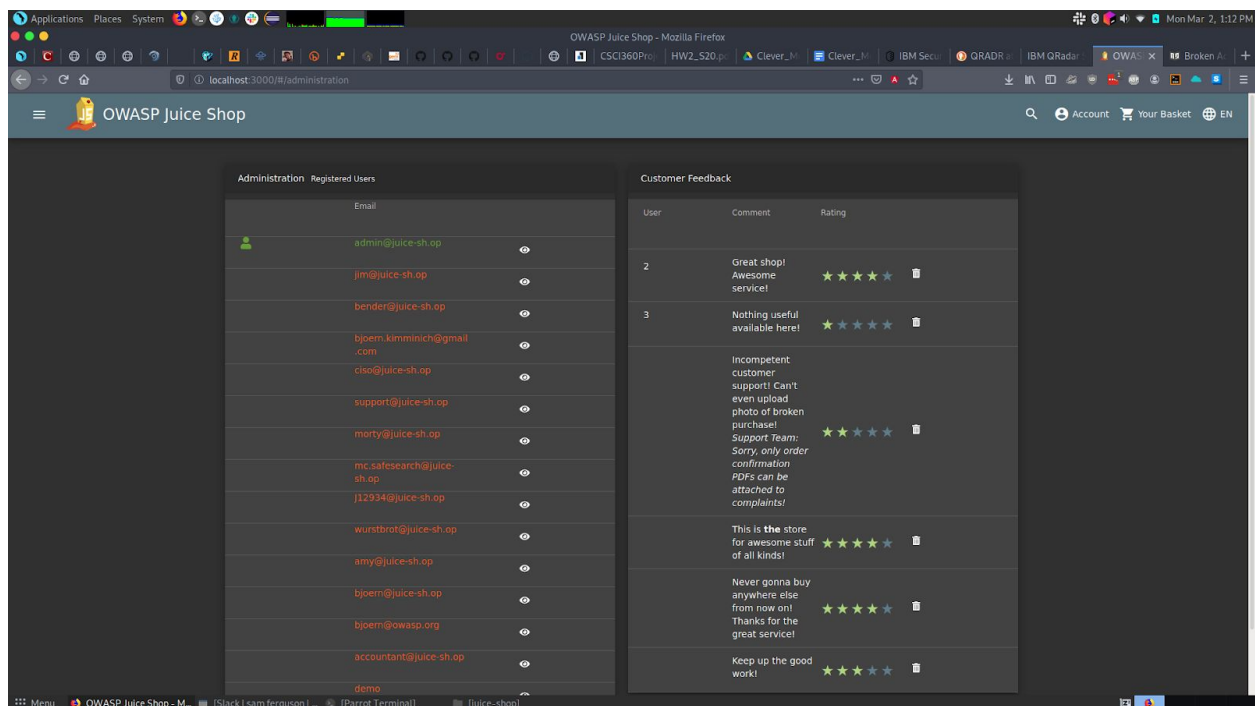 Applications Places System
Mon Mar 2, 1:12 PM
OWASP Juice Shop - Mozilla Firefox
CSCI360Proj
HW2_S20.pd
Clever_M
Clever_M
IBM Secur
QRADR a
IBM QRadar
OWAS
Broken A
localhost:3000/#/administration
OWASP Juice Shop
Account
Your Basket
EN
Administration Registered Users
Email
admin@juice-sh.op
jim@juice-sh.op
bender@juice-sh.op
bjoern.kimminich@gmail
.com
ciso@juice-sh.op
support@juice-sh.op
morty@juice-sh.op
mc.safesearch@juice-
sh.op
J12934@juice-sh.op
wurstbrot@juice-sh.op
amy@juice-sh.op
bjoern@juice-sh.op
bjoern@owasp.org
accountant@juice-sh.op
demo
Customer Feedback
User Comment Rating
2
Great shop!
Awesome
service!
3
Nothing useful
available here!
Incompetent
customer
support! Can't
even upload
photo of broken
purchase!
Support Team:
Sorry, only order
confirmation
PDFs can be
attached to
complaints!
This is the store
for awesome stuff
of all kinds!
Never gonna buy
anywhere else
from now on!
Thanks for the
great service!
Keep up the good
work!
Menu
OWASP Juice Shop - M...
[Slack | sam ferguson | ...
[Parrot Terminal]
[juice-shop]